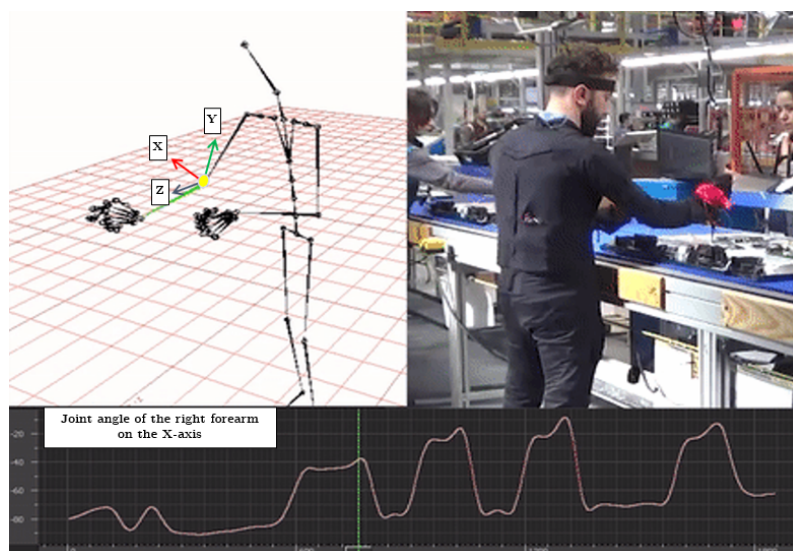 Y
X
Z
Joint angle of the right forearm
on the X-axis
-20
-40
-60
-80